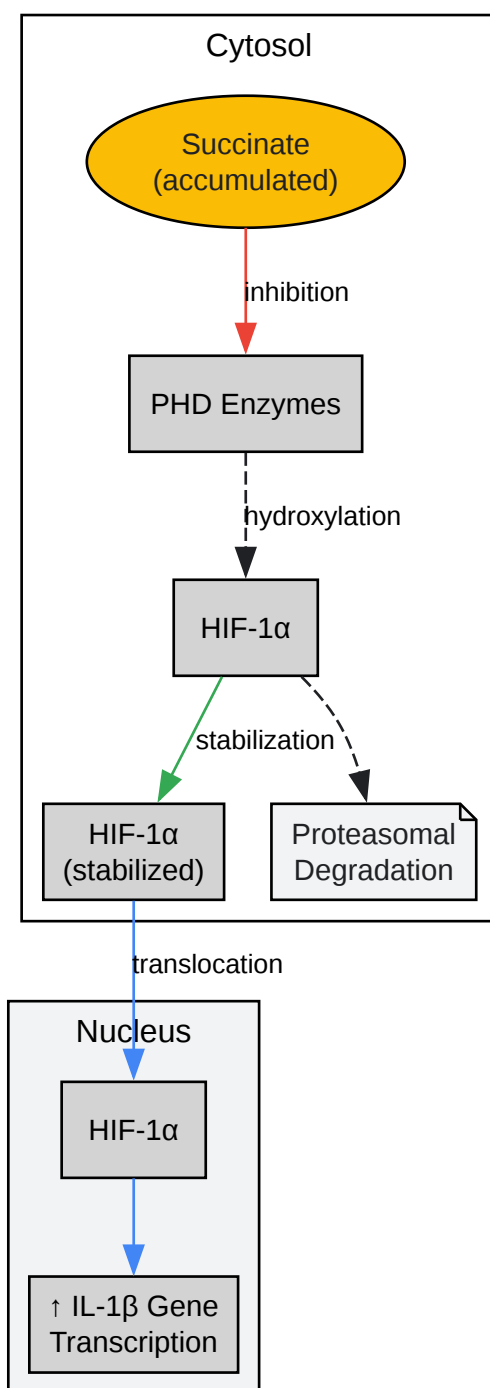 Cytosol
Succinate
(accumulated)
inhibition
PHD Enzymes
hydroxylation
HIF-1α
stabilization
HIF-1α
(stabilized)
Proteasomal
Degradation
translocation
Nucleus
HIF-1α
↑ IL-1β Gene
Transcription